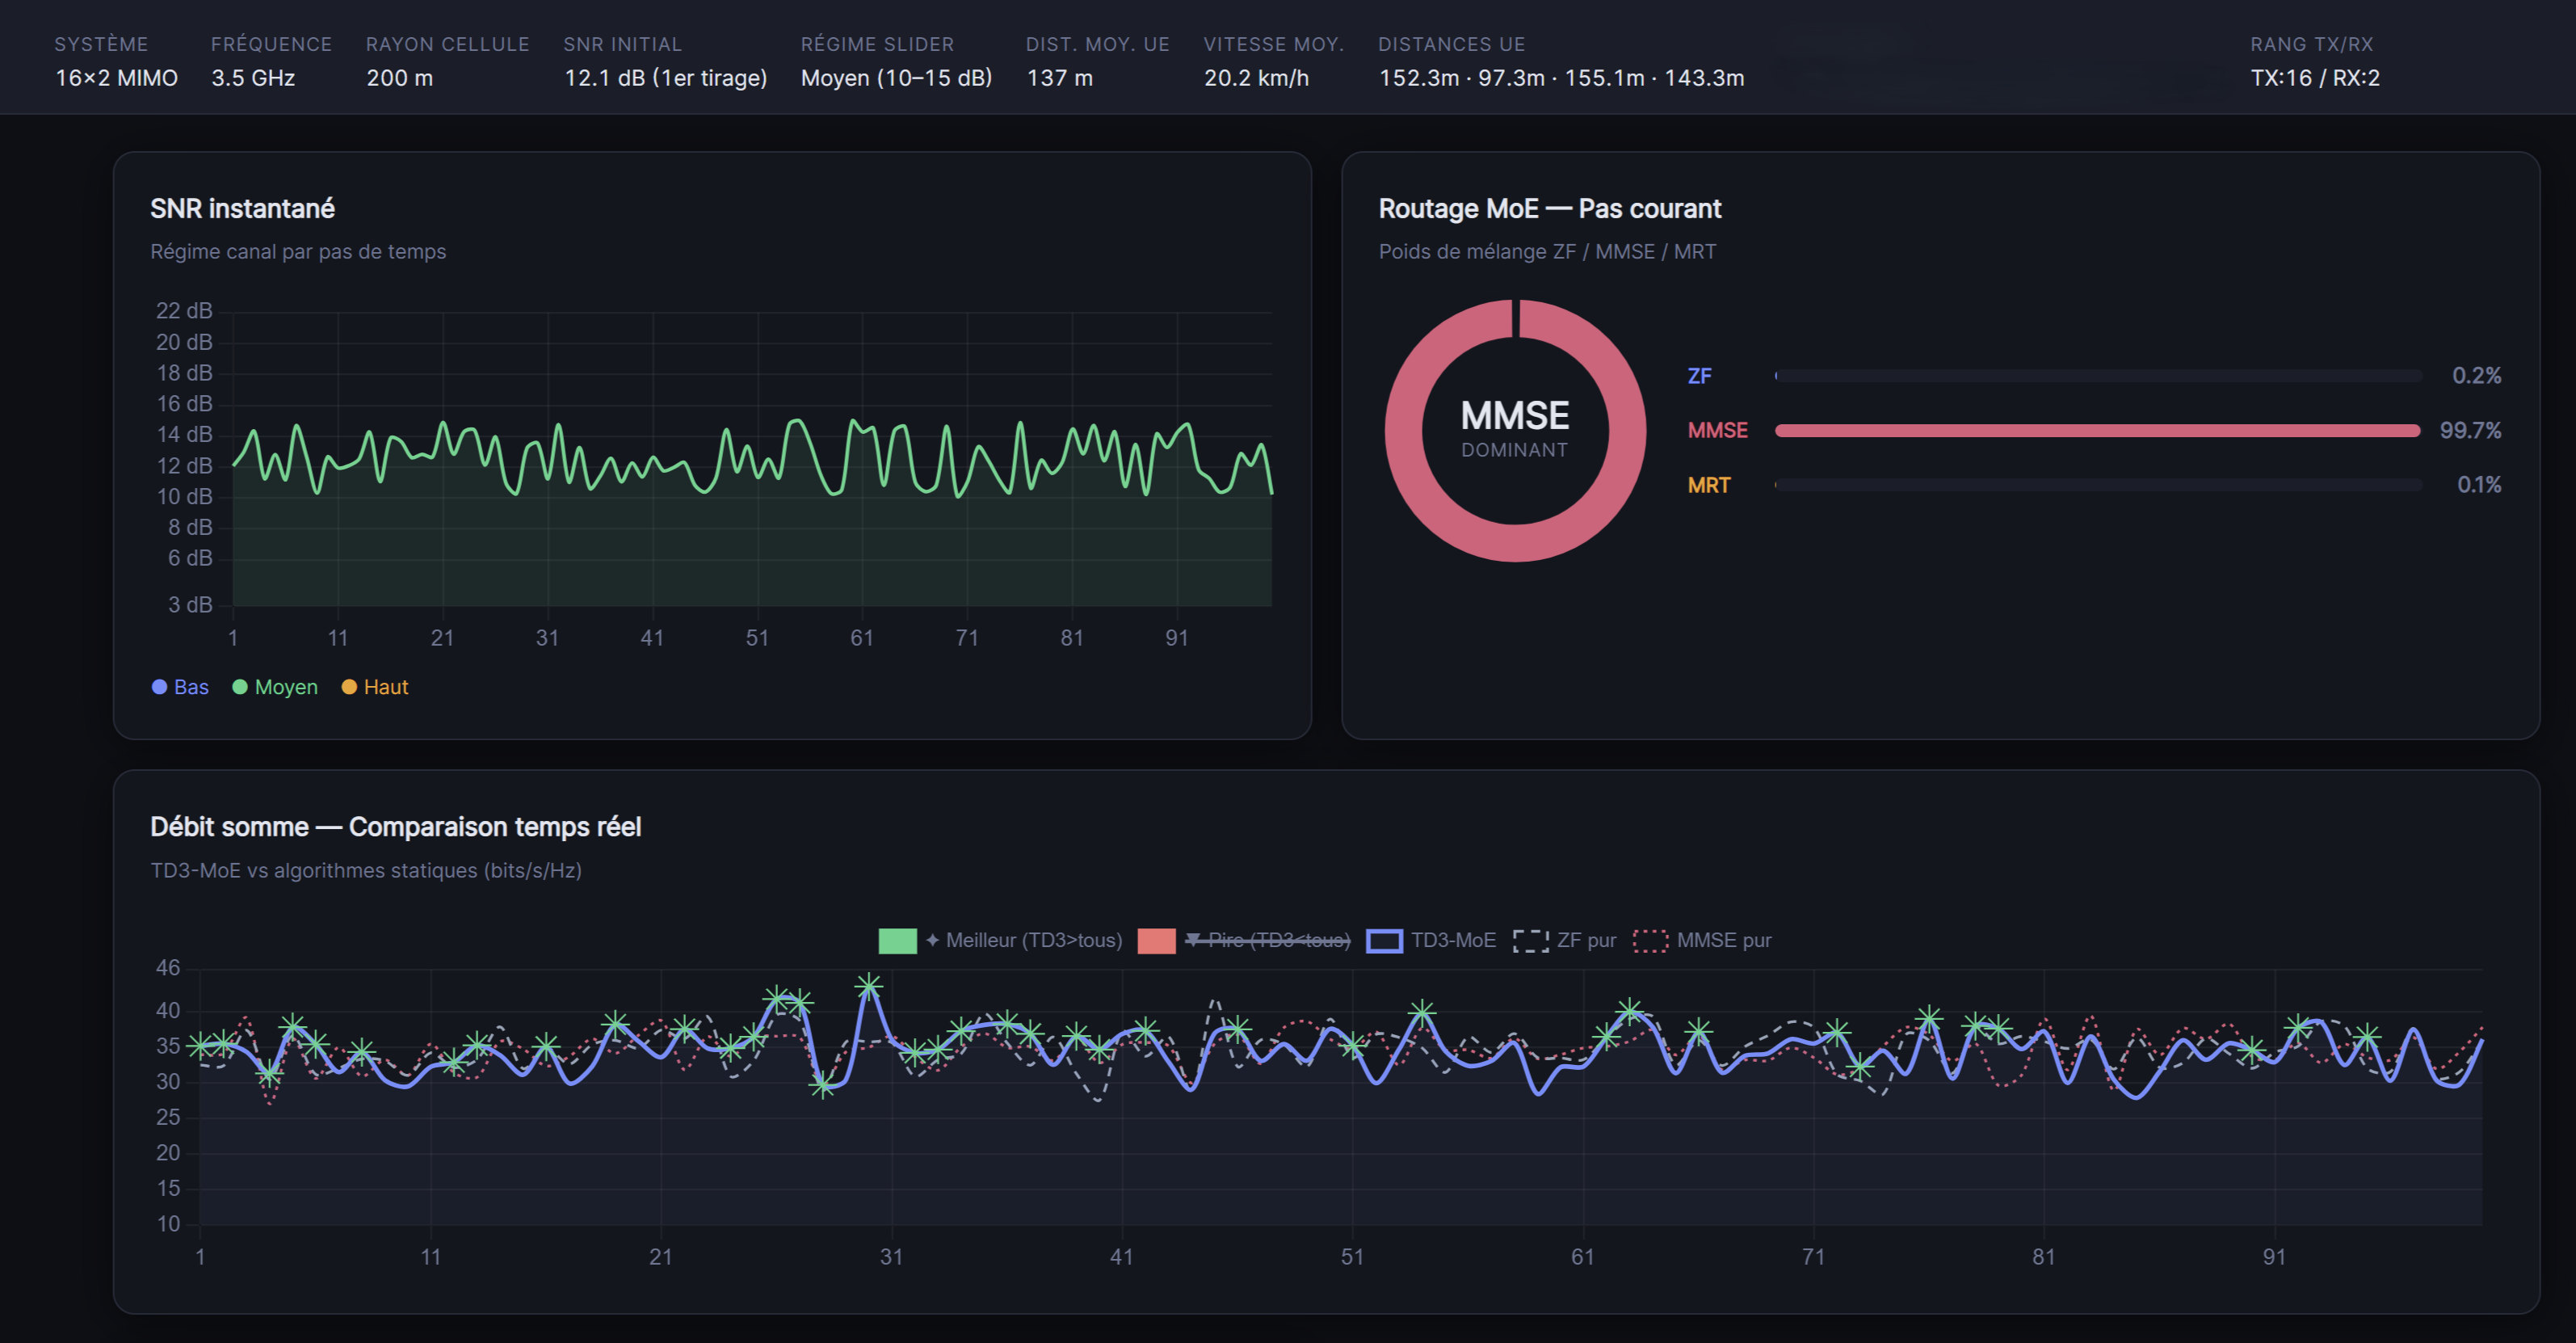 SYSTÈME FRÉQUENCE RAYON CELLULE SNR INITIAL RÉGIME SLIDER DIST. MOY. UE VITESSE MOY. DISTANCES UE RANG TX/RX
16×2 MIMO 3.5 GHz 200 m 12.1 dB (1er tirage) Moyen (10–15 dB) 137 m 20.2 km/h 152.3m · 97.3m · 155.1m · 143.3m TX:16 / RX:2
SNR instantané
Régime canal par pas de temps
22 dB
20 dB
18 dB
16 dB
14 dB
12 dB
10 dB
8 dB
6 dB
3 dB
1 11 21 31 41 51 61 71 81 91
Bas Moyen Haut
Routage MoE — Pas courant
Poids de mélange ZF / MMSE / MRT
MMSE
DOMINANT
ZF 0.2%
MMSE 99.7%
MRT 0.1%
Débit somme — Comparaison temps réel
TD3-MoE vs algorithmes statiques (bits/s/Hz)
✦ Meilleur (TD3>tous) ▼ Pire (TD3<tous) TD3-MoE ZF pur MMSE pur
46
40
35
30
25
20
15
10
1 11 21 31 41 51 61 71 81 91